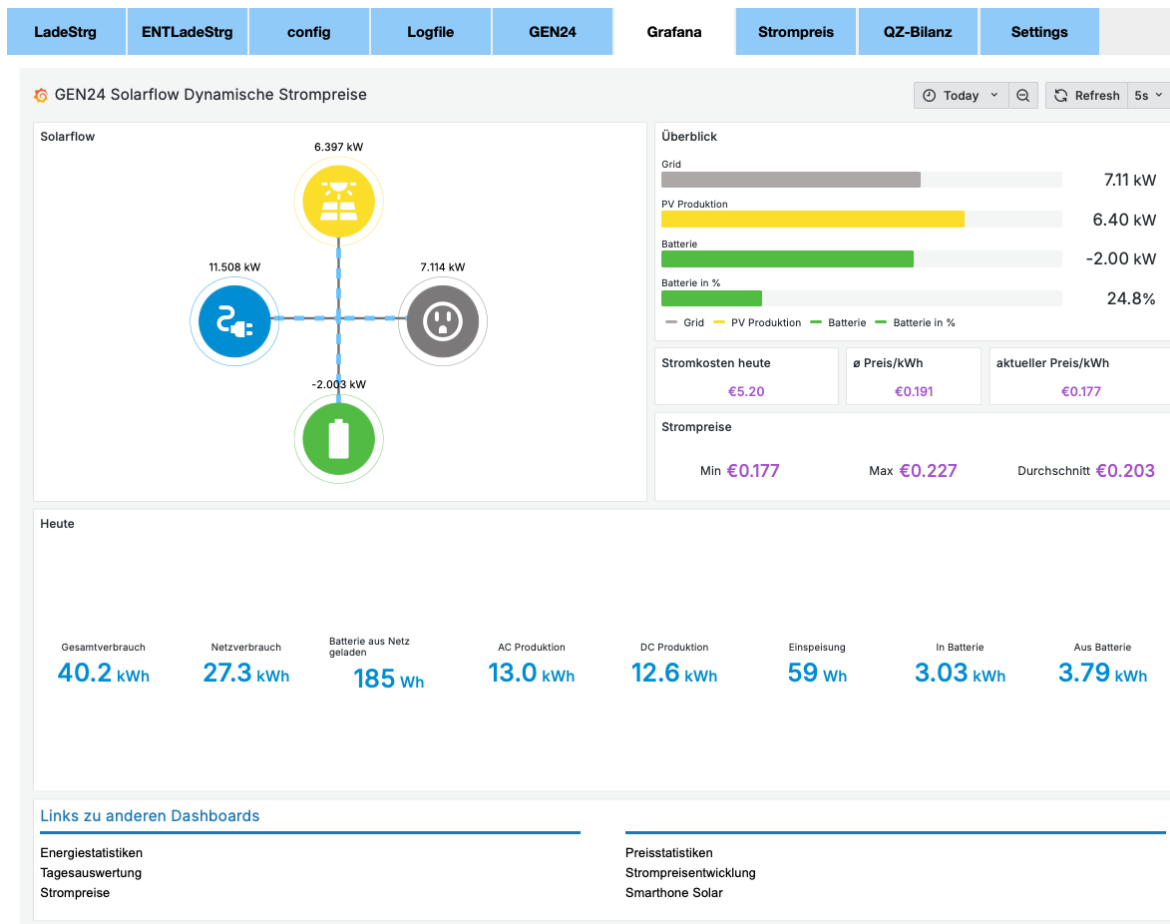 LadeStrg ENTLadeStrg config Logfile GEN24 Grafana Strompreis QZ-Bilanz Settings
GEN24 Solarflow Dynamische Strompreise
Today Refresh 5s
Solarflow
6.397 kW
11.508 kW
7.114 kW
-2.003 kW
Überblick
Grid
7.11 kW
PV Produktion
6.40 kW
Batterie
-2.00 kW
Batterie in %
24.8%
Grid PV Produktion Batterie Batterie in %
Stromkosten heute
€5.20
ø Preis/kWh
€0.191
aktueller Preis/kWh
€0.177
Strompreise
Min €0.177 Max €0.227 Durchschnitt €0.203
Heute
Gesamtverbrauch
40.2 kWh
Netzverbrauch
27.3 kWh
Batterie aus Netz
geladen
185 Wh
AC Produktion
13.0 kWh
DC Produktion
12.6 kWh
Einspeisung
59 Wh
In Batterie
3.03 kWh
Aus Batterie
3.79 kWh
Links zu anderen Dashboards
Energiestatistiken
Tagesauswertung
Strompreise
Preisstatistiken
Strompreisentwicklung
Smarthone Solar